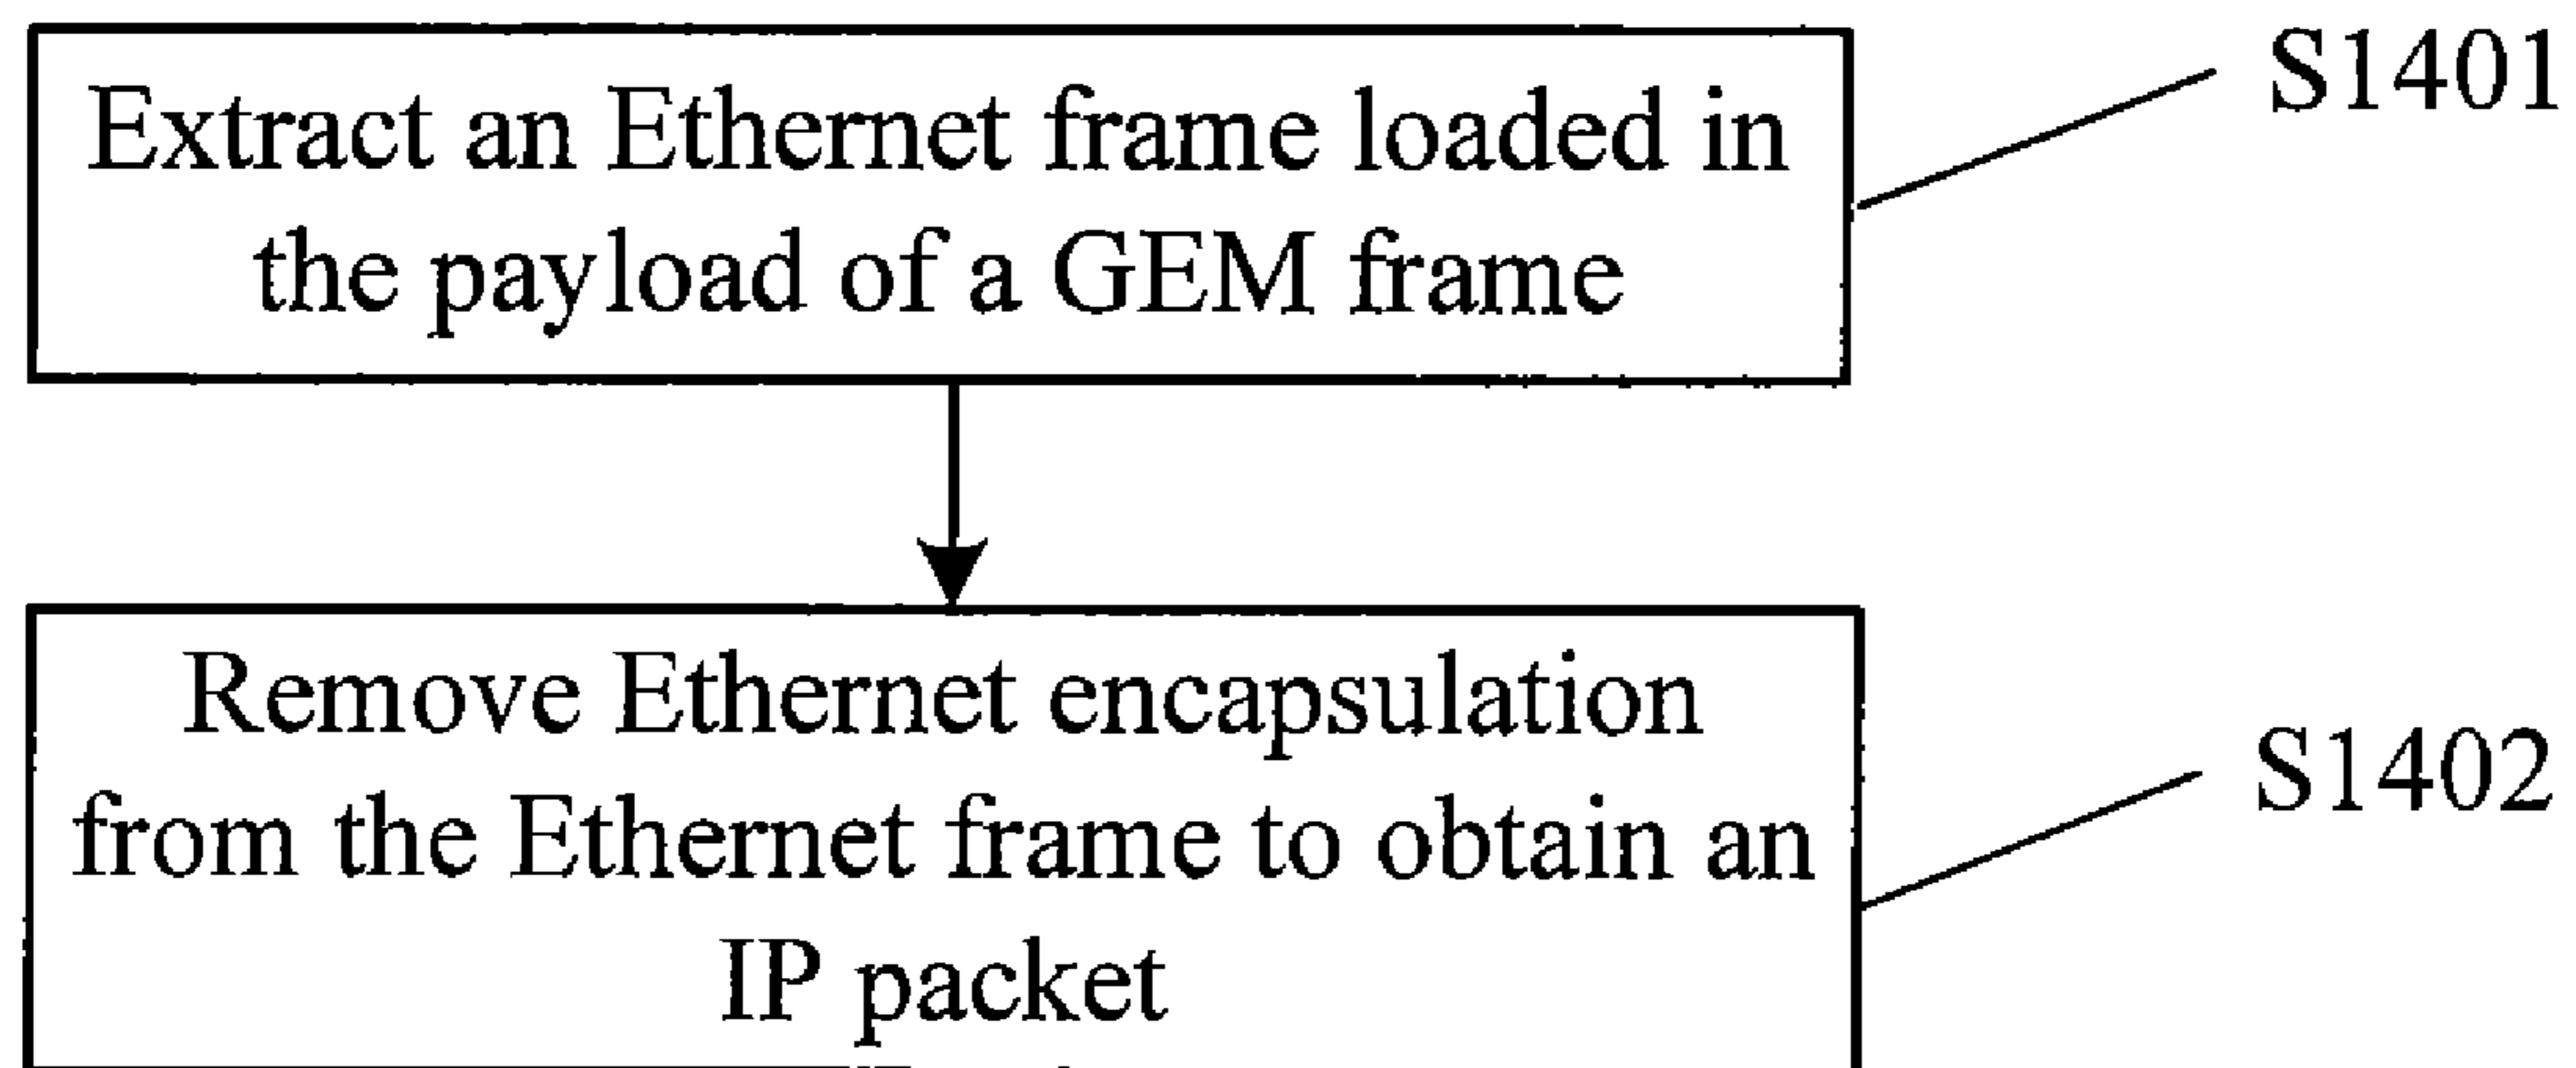 Extract an Ethernet frame loaded in
the payload of a GEM frame
S1401
Remove Ethernet encapsulation
from the Ethernet frame to obtain an
IP packet
S1402